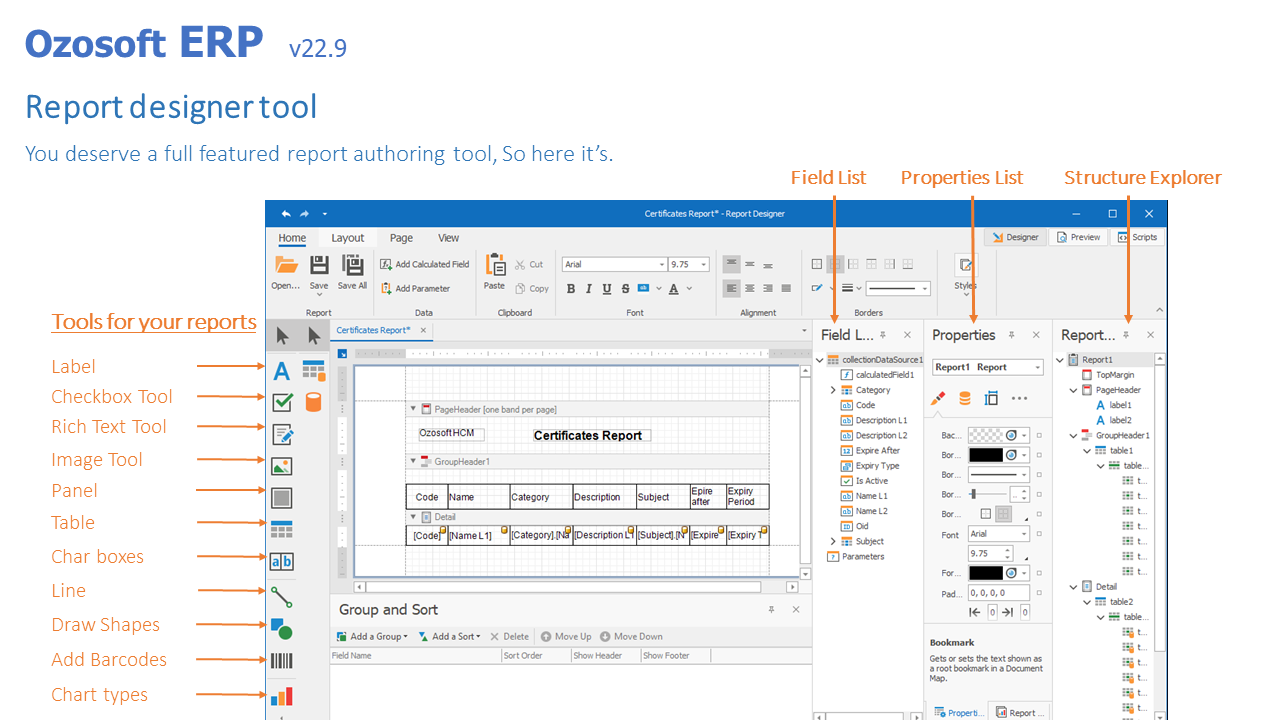 Ozosoft ERP v22.9
Report designer tool
You deserve a full featured report authoring tool, So here it's.
Field List Properties List Structure Explorer
Certificates Report* - Report Designer
Home Layout Page View Designer Preview Scripts
Open... Save Save All Add Calculated Field Add Parameter Paste Cut Copy Arial 9.75 B I U S A Styles
Report Data Clipboard Font Alignment Borders
Tools for your reports
Label
Checkbox Tool
Rich Text Tool
Image Tool
Panel
Table
Char boxes
Line
Draw Shapes
Add Barcodes
Chart types
A
ab
Certificates Report*
PageHeader [one band per page]
Ozosoft HCM Certificates Report
GroupHeader1
Code Name Category Description Subject Epire after Expiry Period
Detail
[Code] [Name L1] [Category].[Na [Description L1 [Subject].[N [Expire [Expiry T
Group and Sort
Add a Group Add a Sort Delete Move Up Move Down
Field Name Sort Order Show Header Show Footer
Field L...
collectionDataSource1
calculatedField1
Category
Code
Description L1
Description L2
Expire After
Expiry Type
Is Active
Name L1
Name L2
Oid
Subject
Parameters
Properties
Report1 Report
Bac...
Bor...
Bor...
Bor...
Bor...
Font Arial
9.75
For...
Pad... 0, 0, 0, 0
0 0
Bookmark
Gets or sets the text shown as
a root bookmark in a Document
Map.
Properti... Report ...
Report...
Report1
TopMargin
PageHeader
A label1
A label2
GroupHeader1
table1
table...
t...
t...
t...
t...
t...
t...
t...
Detail
table2
table...
t...
t...
t...
t...
t...
t...